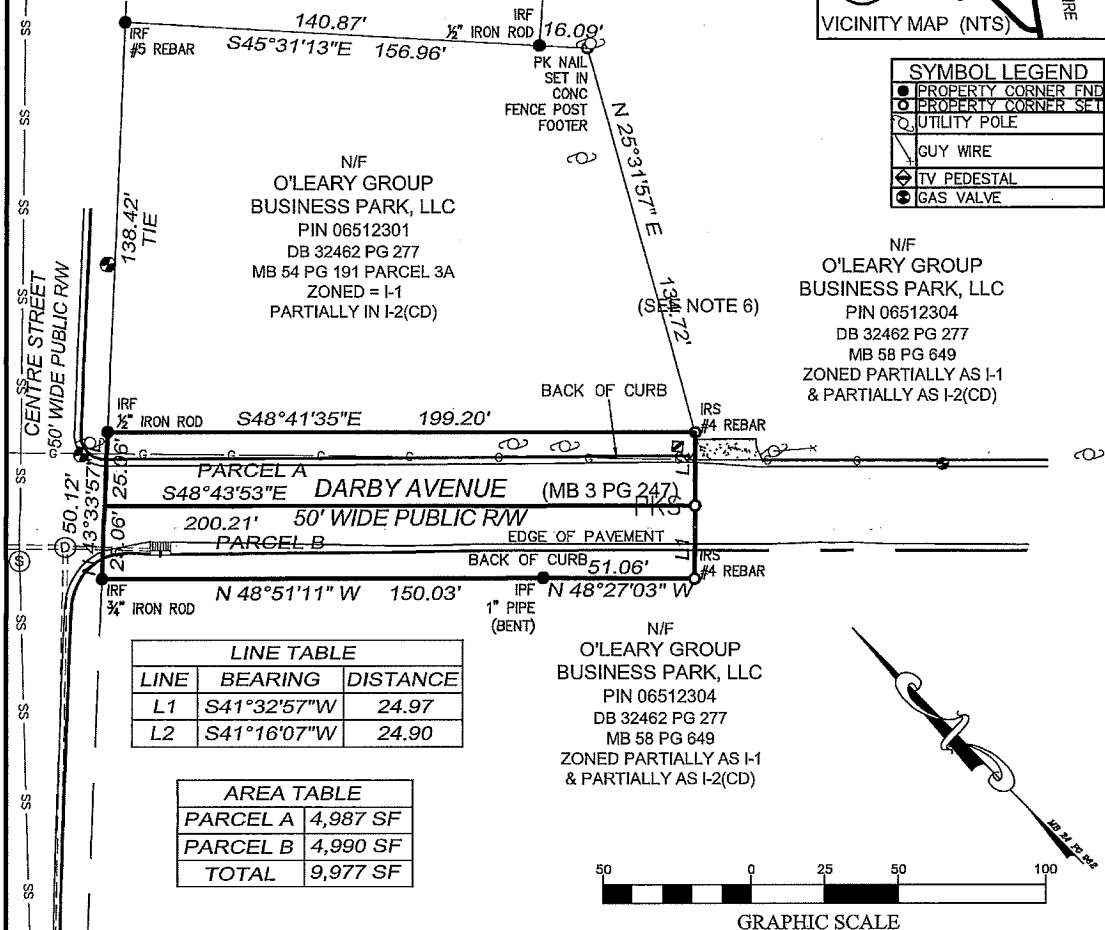 VICINITY MAP (NTS)
SYMBOL LEGEND
PROPERTY CORNER FND
PROPERTY CORNER SET
UTILITY POLE
GUY WIRE
TV PEDESTAL
GAS VALVE
140.87'
S45°31'13"E 156.96'
IRF
#5 REBAR
IRF
½" IRON ROD
16.09'
PK NAIL
SET IN
CONC
FENCE POST
FOOTER
N 25°31'57" E
134.72'
(SEE NOTE 6)
138.42'
TIE
N/F
O'LEARY GROUP
BUSINESS PARK, LLC
PIN 06512301
DB 32462 PG 277
MB 54 PG 191 PARCEL 3A
ZONED = I-1
PARTIALLY IN I-2(CD)
N/F
O'LEARY GROUP
BUSINESS PARK, LLC
PIN 06512304
DB 32462 PG 277
MB 58 PG 649
ZONED PARTIALLY AS I-1
& PARTIALLY AS I-2(CD)
CENTRE STREET
50' WIDE PUBLIC R/W
SS
SS
SS
SS
SS
SS
SS
SS
SS
IRF
½" IRON ROD
S48°41'35"E 199.20'
BACK OF CURB
IRS
#4 REBAR
G
G
G
G
G
G
G
G
PARCEL A
S48°43'53"E
DARBY AVENUE (MB 3 PG 247)
PKS
L2
L1
200.21'
50' WIDE PUBLIC R/W
PARCEL B
EDGE OF PAVEMENT
BACK OF CURB
50.12'
43°33'57"
25.06'
25.06'
D
S
IRF
¾" IRON ROD
N 48°51'11" W 150.03'
IPF
1" PIPE
(BENT)
51.06'
N 48°27'03" W
IRS
#4 REBAR
LINE TABLE
LINE BEARING DISTANCE
L1 S41°32'57"W 24.97
L2 S41°16'07"W 24.90
AREA TABLE
PARCEL A 4,987 SF
PARCEL B 4,990 SF
TOTAL 9,977 SF
N/F
O'LEARY GROUP
BUSINESS PARK, LLC
PIN 06512304
DB 32462 PG 277
MB 58 PG 649
ZONED PARTIALLY AS I-1
& PARTIALLY AS I-2(CD)
50 0 25 50 100
GRAPHIC SCALE